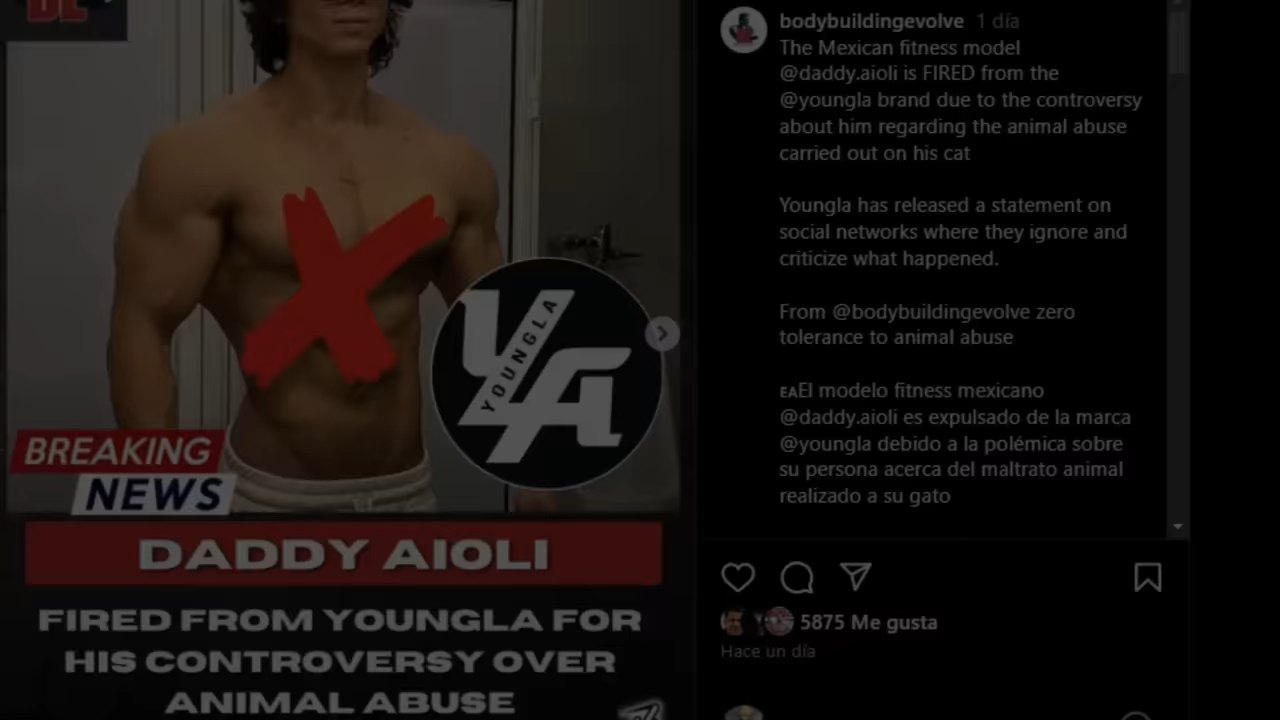 BE
BREAKING
NEWS
YOUNGLA
YA
DADDY AIOLI
FIRED FROM YOUNGLA FOR
HIS CONTROVERSY OVER
ANIMAL ABUSE
bodybuildingevolve 1 día
The Mexican fitness model
@daddy.aioli is FIRED from the
@youngla brand due to the controversy
about him regarding the animal abuse
carried out on his cat
Youngla has released a statement on
social networks where they ignore and
criticize what happened.
From @bodybuildingevolve zero
tolerance to animal abuse
EAEl modelo fitness mexicano
@daddy.aioli es expulsado de la marca
@youngla debido a la polémica sobre
su persona acerca del maltrato animal
realizado a su gato
5875 Me gusta
Hace un día